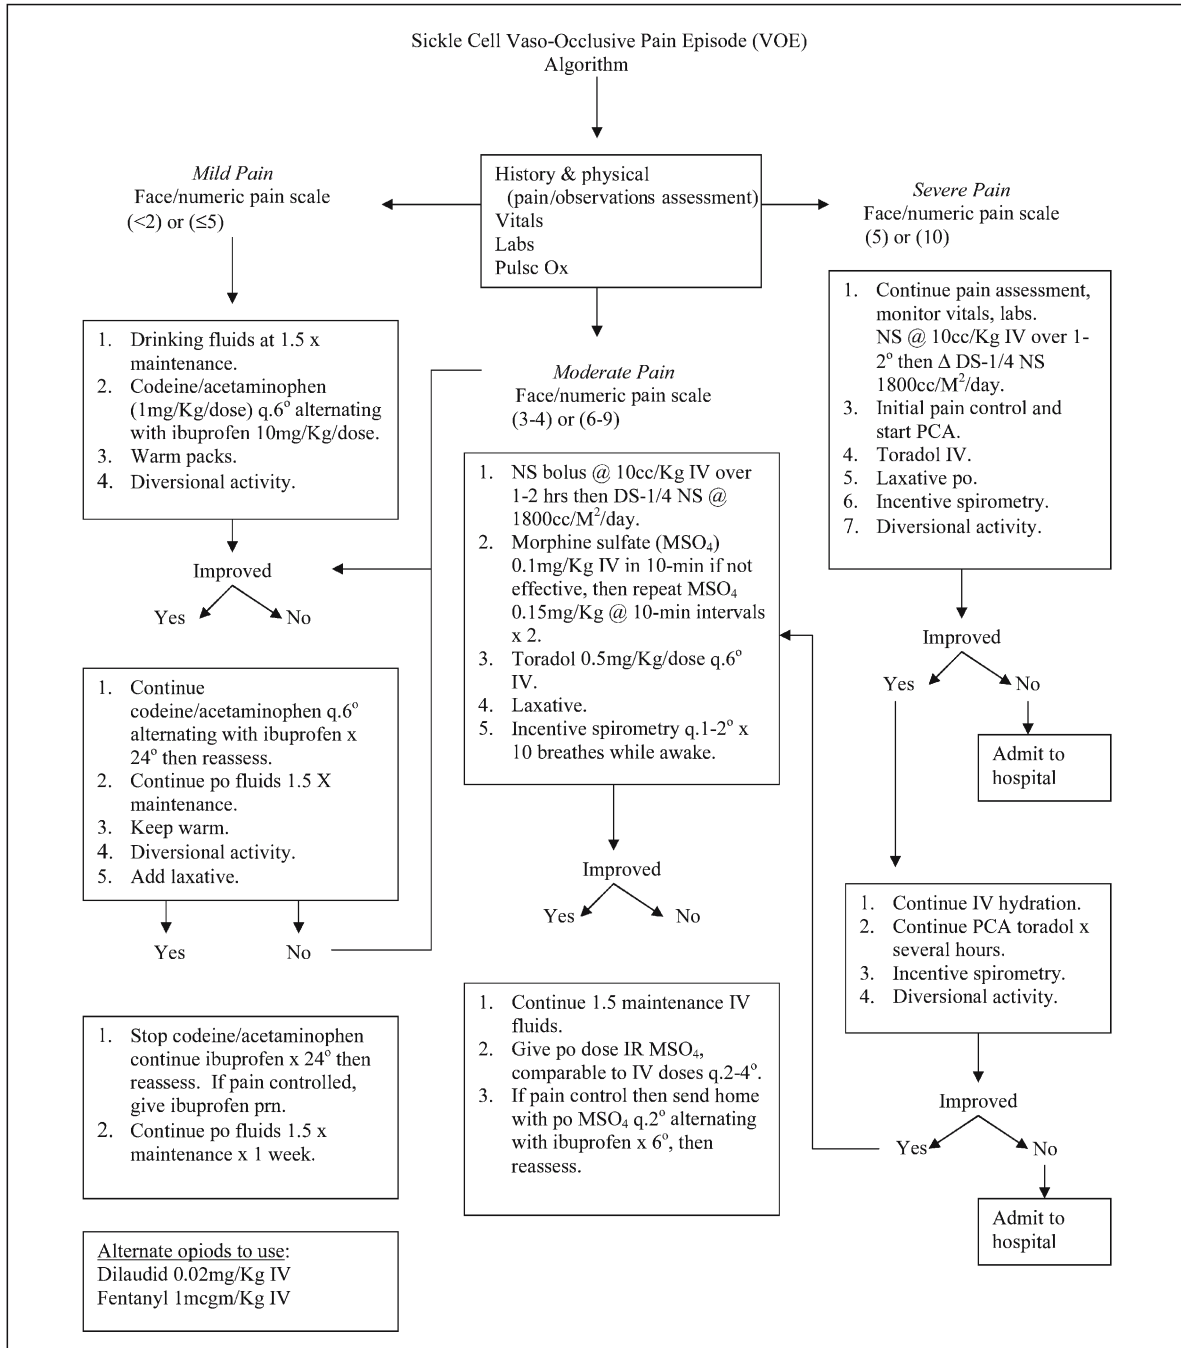 Sickle Cell Vaso-Occlusive Pain Episode (VOE)
Algorithm
History & physical
(pain/observations assessment)
Vitals
Labs
Pulsc Ox
Mild Pain
Face/numeric pain scale
(<2) or (≤5)
1. Drinking fluids at 1.5 x
maintenance.
2. Codeine/acetaminophen
(1mg/Kg/dose) q.6° alternating
with ibuprofen 10mg/Kg/dose.
3. Warm packs.
4. Diversional activity.
Improved
Yes
No
1. Continue
codeine/acetaminophen q.6°
alternating with ibuprofen x
24° then reassess.
2. Continue po fluids 1.5 X
maintenance.
3. Keep warm.
4. Diversional activity.
5. Add laxative.
Yes
No
1. Stop codeine/acetaminophen
continue ibuprofen x 24° then
reassess. If pain controlled,
give ibuprofen prn.
2. Continue po fluids 1.5 x
maintenance x 1 week.
Alternate opiods to use:
Dilaudid 0.02mg/Kg IV
Fentanyl 1mcgm/Kg IV
Moderate Pain
Face/numeric pain scale
(3-4) or (6-9)
1. NS bolus @ 10cc/Kg IV over
1-2 hrs then DS-1/4 NS @
1800cc/M²/day.
2. Morphine sulfate (MSO₄)
0.1mg/Kg IV in 10-min if not
effective, then repeat MSO₄
0.15mg/Kg @ 10-min intervals
x 2.
3. Toradol 0.5mg/Kg/dose q.6°
IV.
4. Laxative.
5. Incentive spirometry q.1-2° x
10 breathes while awake.
Improved
Yes
No
1. Continue 1.5 maintenance IV
fluids.
2. Give po dose IR MSO₄,
comparable to IV doses q.2-4°.
3. If pain control then send home
with po MSO₄ q.2° alternating
with ibuprofen x 6°, then
reassess.
Severe Pain
Face/numeric pain scale
(5) or (10)
1. Continue pain assessment,
monitor vitals, labs.
NS @ 10cc/Kg IV over 1-
2° then Δ DS-1/4 NS
1800cc/M²/day.
3. Initial pain control and
start PCA.
4. Toradol IV.
5. Laxative po.
6. Incentive spirometry.
7. Diversional activity.
Improved
Yes
No
Admit to
hospital
1. Continue IV hydration.
2. Continue PCA toradol x
several hours.
3. Incentive spirometry.
4. Diversional activity.
Improved
Yes
No
Admit to
hospital